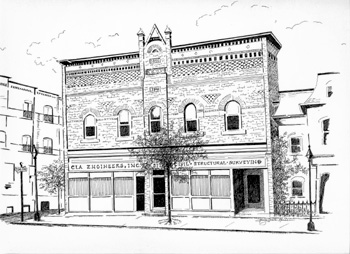 CLA ENGINEERS, INC.
CIVIL • STRUCTURAL • SURVEYING